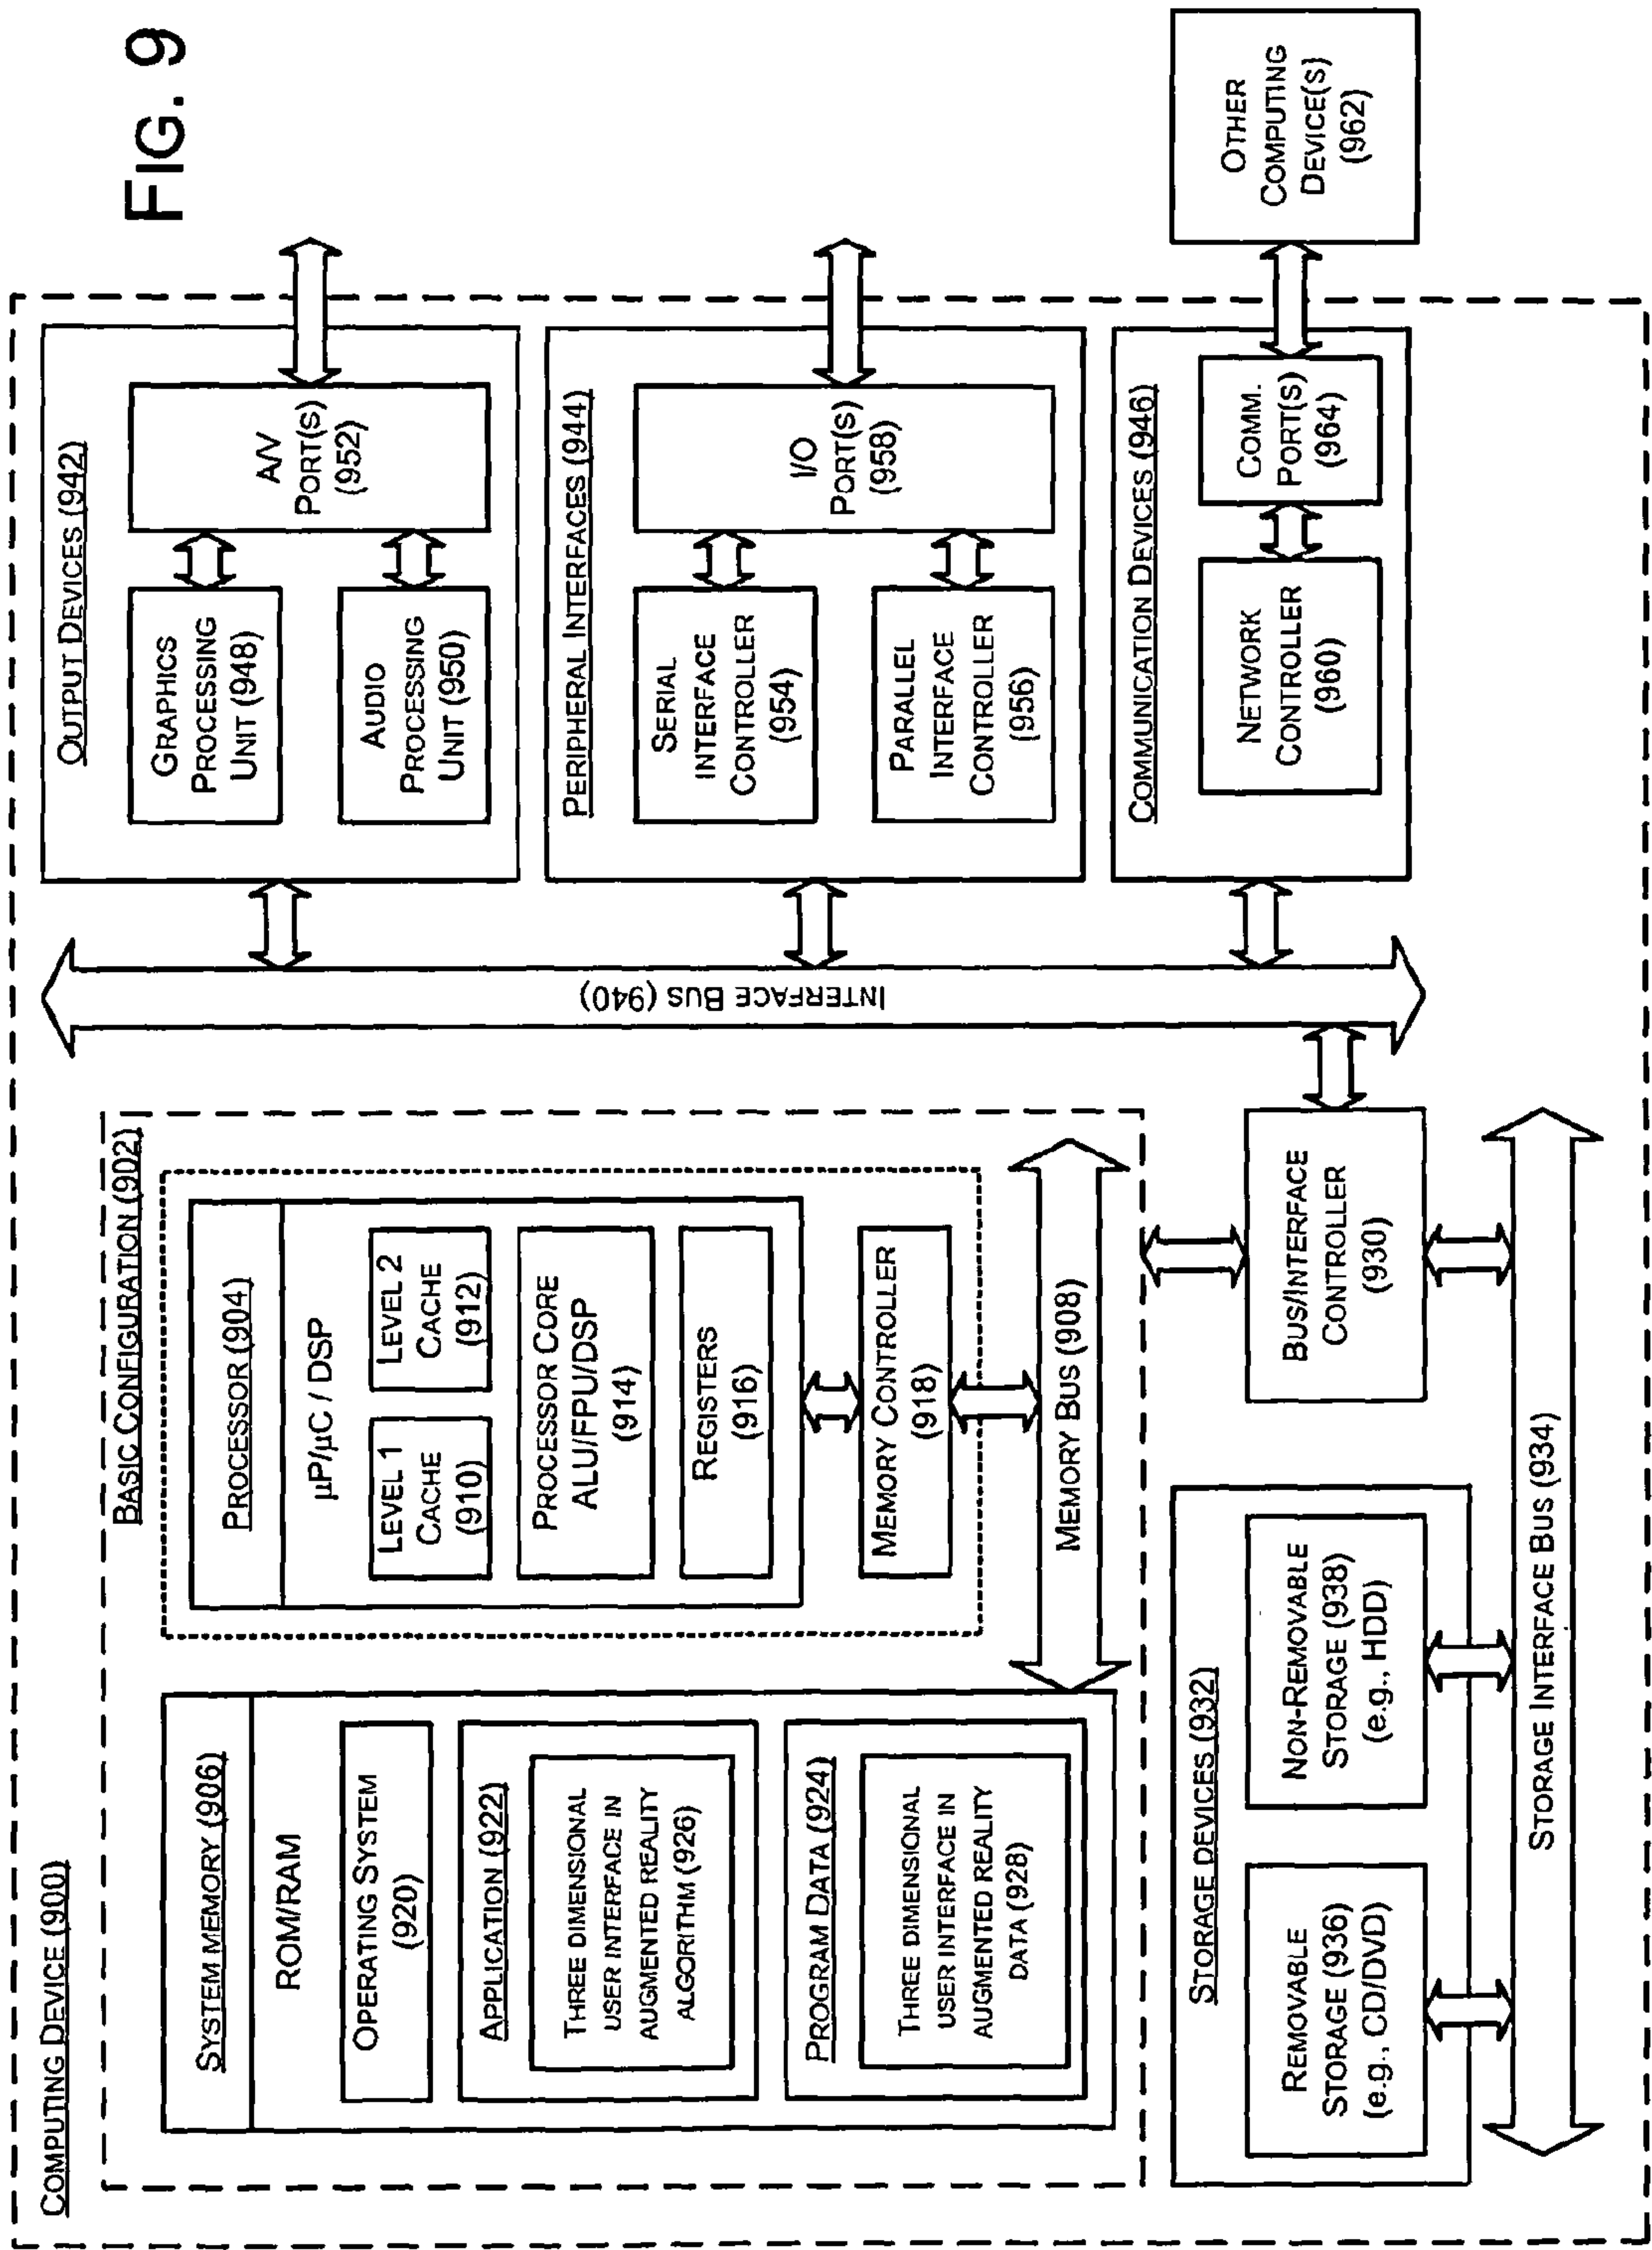 FIG. 9
COMPUTING DEVICE (900)
BASIC CONFIGURATION (902)
SYSTEM MEMORY (906)
ROM/RAM
OPERATING SYSTEM
(920)
APPLICATION (922)
THREE DIMENSIONAL
USER INTERFACE IN
AUGMENTED REALITY
ALGORITHM (926)
PROGRAM DATA (924)
THREE DIMENSIONAL
USER INTERFACE IN
AUGMENTED REALITY
DATA (928)
PROCESSOR (904)
µP/µC / DSP
LEVEL 1
CACHE
(910)
LEVEL 2
CACHE
(912)
PROCESSOR CORE
ALU/FPU/DSP
(914)
REGISTERS
(916)
MEMORY CONTROLLER
(918)
MEMORY BUS (908)
BUS/INTERFACE
CONTROLLER
(930)
STORAGE DEVICES (932)
REMOVABLE
STORAGE (936)
(e.g., CD/DVD)
NON-REMOVABLE
STORAGE (938)
(e.g., HDD)
STORAGE INTERFACE BUS (934)
INTERFACE BUS (940)
OUTPUT DEVICES (942)
GRAPHICS
PROCESSING
UNIT (948)
AUDIO
PROCESSING
UNIT (950)
A/V
PORT(S)
(952)
PERIPHERAL INTERFACES (944)
SERIAL
INTERFACE
CONTROLLER
(954)
PARALLEL
INTERFACE
CONTROLLER
(956)
I/O
PORT(S)
(958)
COMMUNICATION DEVICES (946)
NETWORK
CONTROLLER
(960)
COMM.
PORT(S)
(964)
OTHER
COMPUTING
DEVICE(S)
(962)